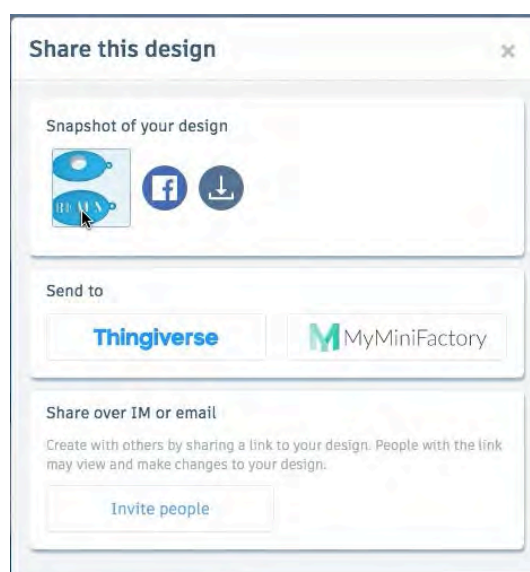 Share this design
Snapshot of your design
Send to
Thingiverse
MyMiniFactory
Share over IM or email
Create with others by sharing a link to your design. People with the link
may view and make changes to your design.
Invite people